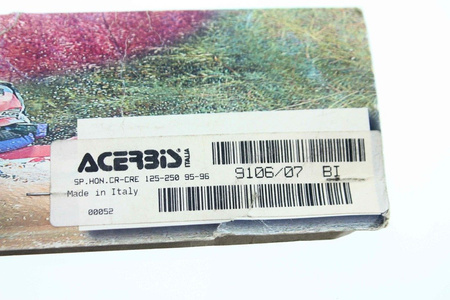 ACERBIS ITALIA
SP.HON.CR-CRE 125-250 95-96
Made in Italy
00052
9106/07 BI